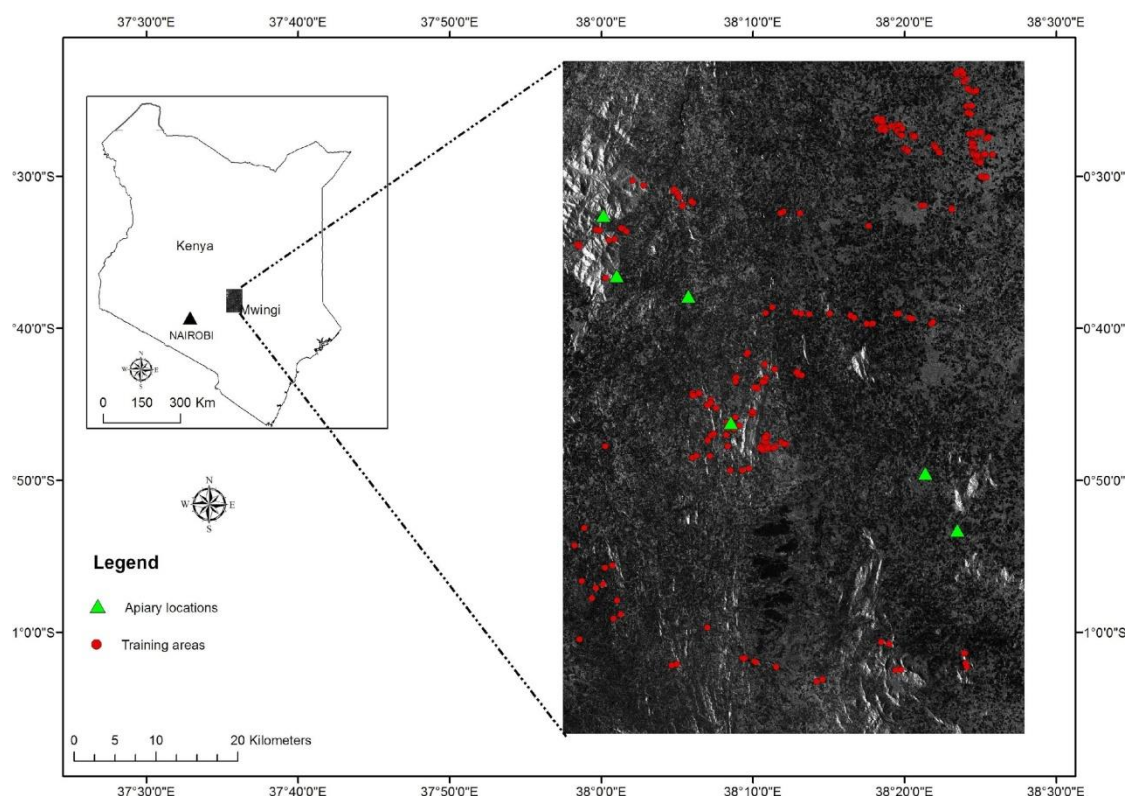 37°30'0"E 37°40'0"E 37°50'0"E 38°0'0"E 38°10'0"E 38°20'0"E 38°30'0"E
°30'0"S
0°30'0"S
Kenya
Mwingi
NAIROBI
°40'0"S
0°40'0"S
N
W E
S
0 150 300 Km
°50'0"S
0°50'0"S
N
W E
S
Legend
Apiary locations
Training areas
1°0'0"S
1°0'0"S
0 5 10 20 Kilometers
37°30'0"E 37°40'0"E 37°50'0"E 38°0'0"E 38°10'0"E 38°20'0"E 38°30'0"E